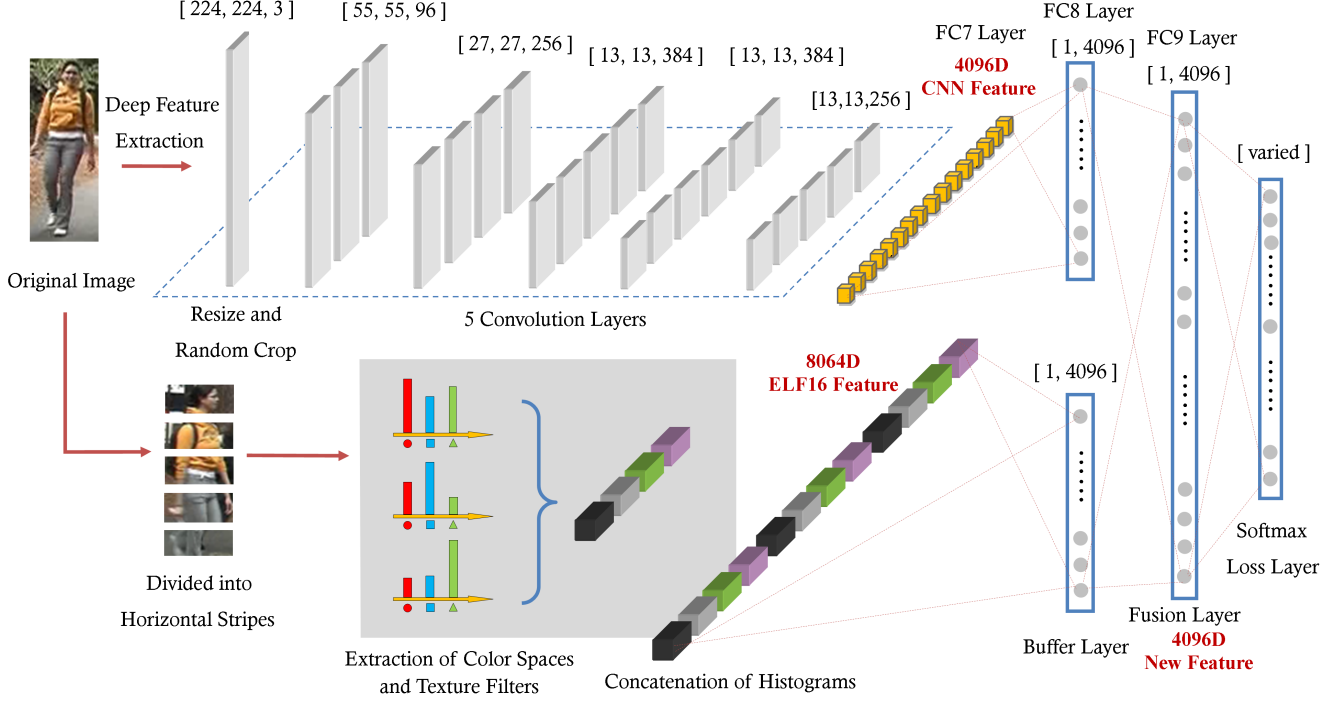 [ 224, 224, 3 ]
[ 55, 55, 96 ]
[ 27, 27, 256 ]
[ 13, 13, 384 ]
[ 13, 13, 384 ]
[13,13,256 ]
FC7 Layer
4096D
CNN Feature
FC8 Layer
[ 1, 4096]
FC9 Layer
[ 1, 4096]
[ varied ]
Deep Feature
Extraction
Original Image
Resize and
Random Crop
5 Convolution Layers
8064D
ELF16 Feature
[ 1, 4096]
Divided into
Horizontal Stripes
Extraction of Color Spaces
and Texture Filters
Concatenation of Histograms
Buffer Layer
Fusion Layer
4096D
New Feature
Softmax
Loss Layer